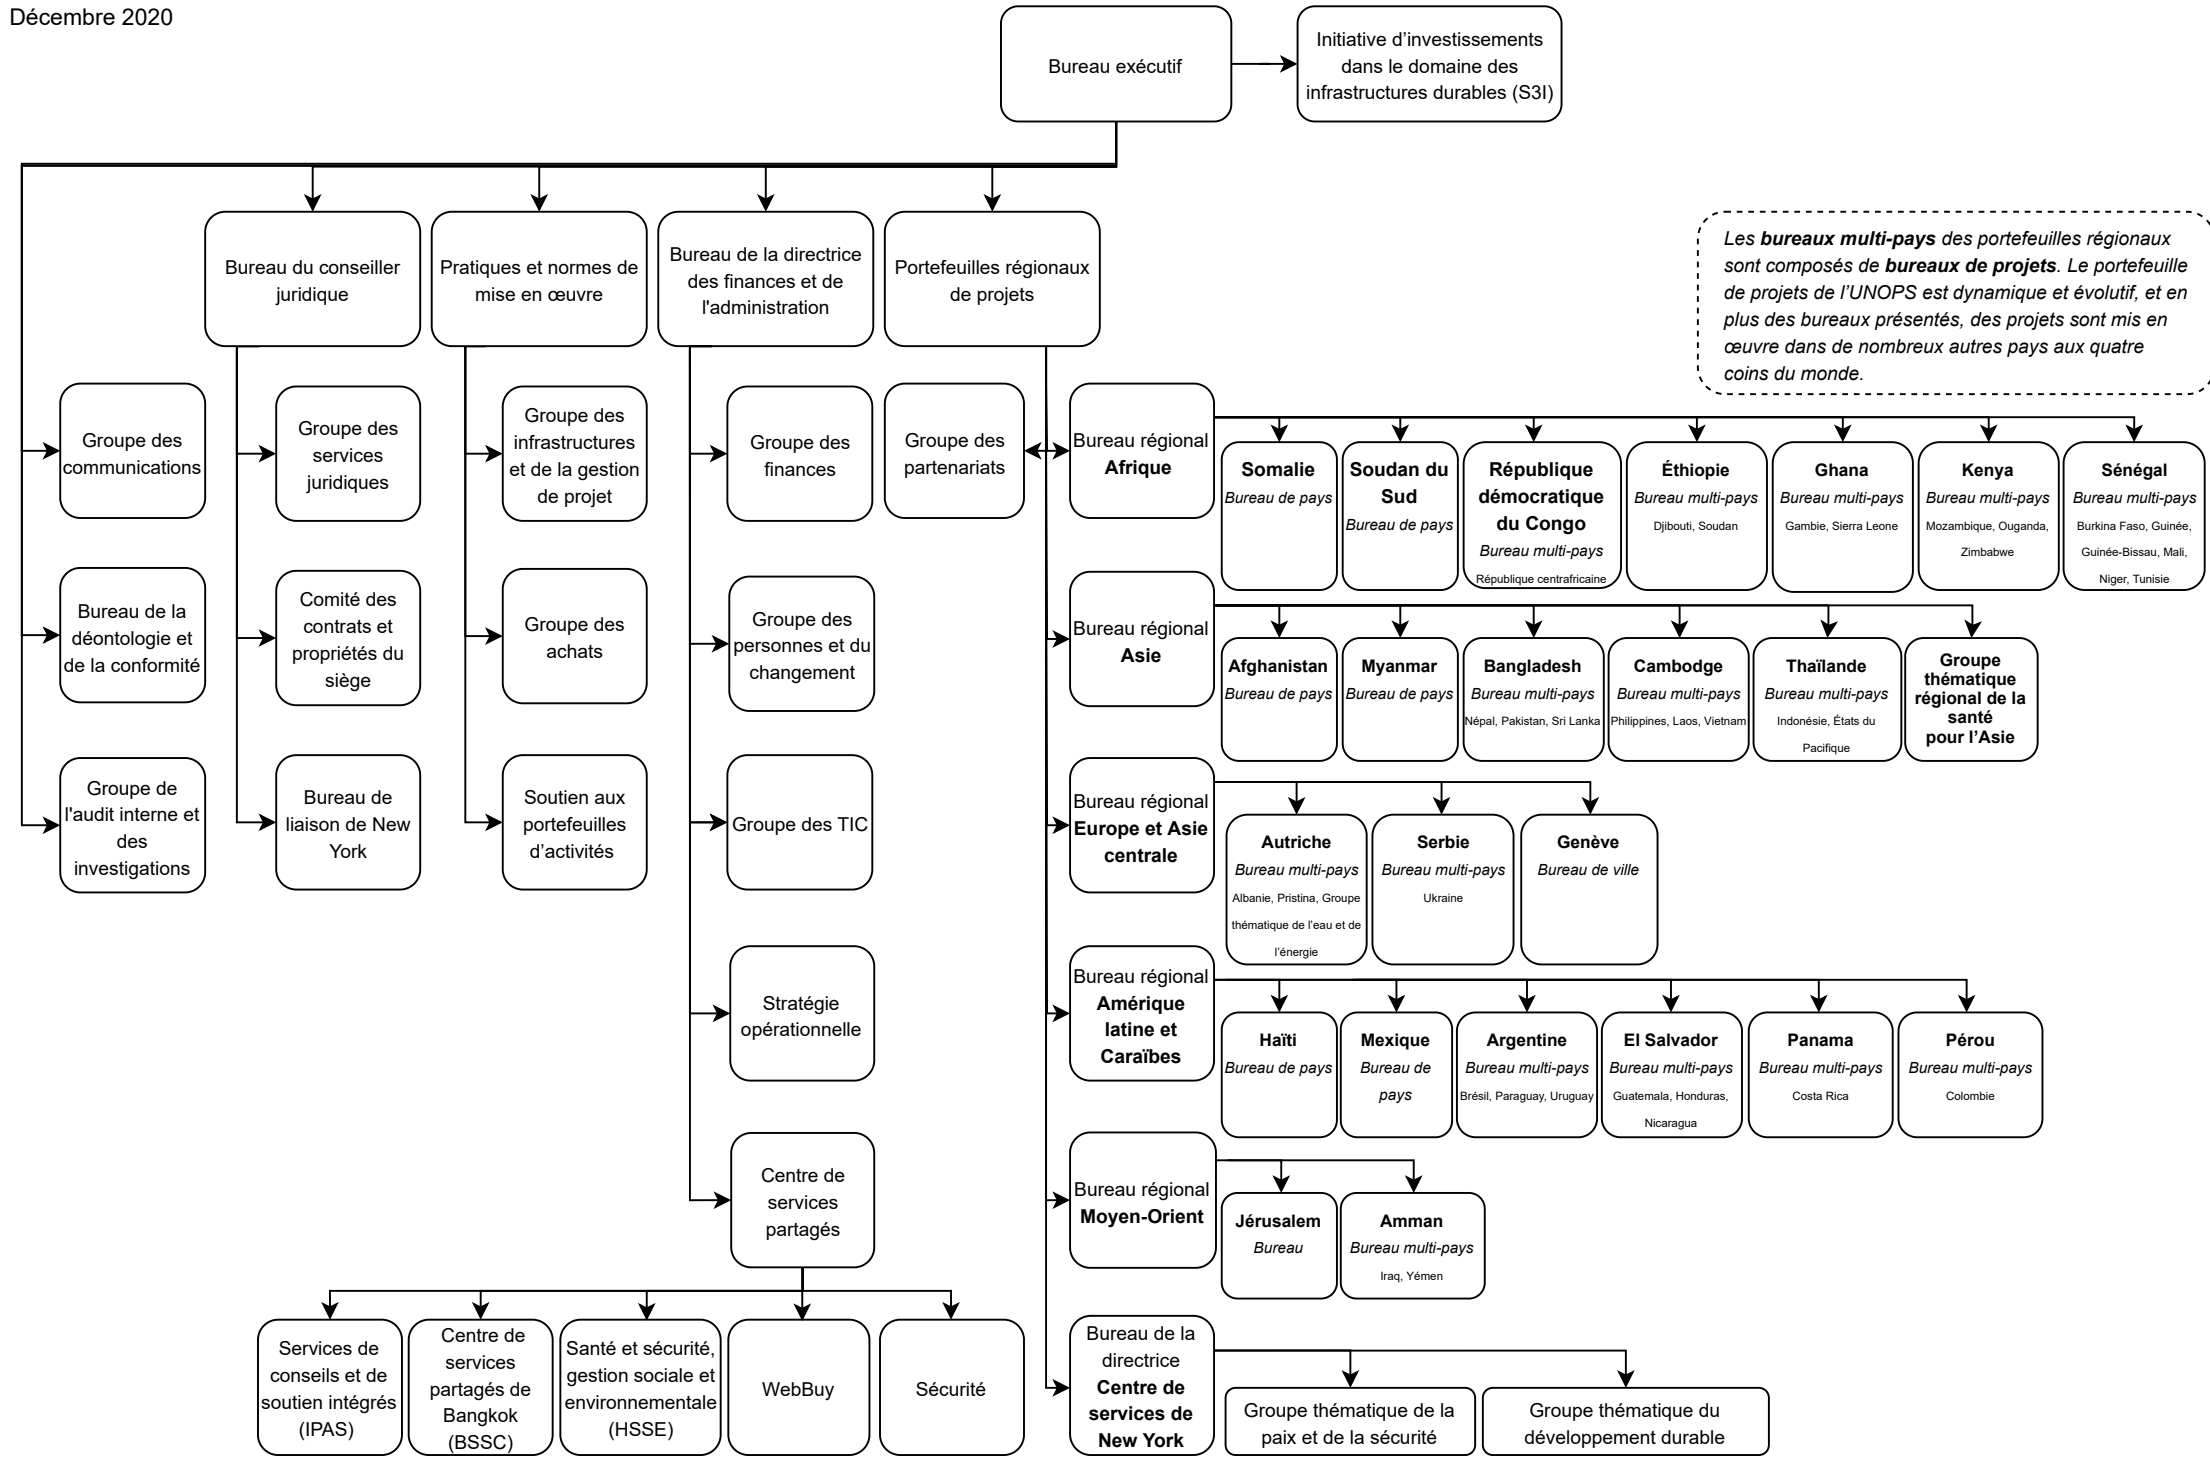 Décembre 2020
Bureau exécutif
Initiative d’investissements
dans le domaine des
infrastructures durables (S3I)
Bureau du conseiller
juridique
Pratiques et normes de
mise en œuvre
Bureau de la directrice
des finances et de
l'administration
Portefeuilles régionaux
de projets
Les bureaux multi-pays des portefeuilles régionaux
sont composés de bureaux de projets. Le portefeuille
de projets de l’UNOPS est dynamique et évolutif, et en
plus des bureaux présentés, des projets sont mis en
œuvre dans de nombreux autres pays aux quatre
coins du monde.
Groupe des
communications
Bureau de la
déontologie et
de la conformité
Groupe de
l'audit interne et
des
investigations
Groupe des
services
juridiques
Comité des
contrats et
propriétés du
siège
Bureau de
liaison de New
York
Groupe des
infrastructures
et de la gestion
de projet
Groupe des
achats
Soutien aux
portefeuilles
d’activités
Groupe des
finances
Groupe des
personnes et du
changement
Groupe des TIC
Stratégie
opérationnelle
Centre de
services
partagés
Services de
conseils et de
soutien intégrés
(IPAS)
Centre de
services
partagés de
Bangkok
(BSSC)
Santé et sécurité,
gestion sociale et
environnementale
(HSSE)
WebBuy
Sécurité
Groupe des
partenariats
Bureau régional
Afrique
Somalie
Bureau de pays
Soudan du
Sud
Bureau de pays
République
démocratique
du Congo
Bureau multi-pays
République centrafricaine
Éthiopie
Bureau multi-pays
Djibouti, Soudan
Ghana
Bureau multi-pays
Gambie, Sierra Leone
Kenya
Bureau multi-pays
Mozambique, Ouganda,
Zimbabwe
Sénégal
Bureau multi-pays
Burkina Faso, Guinée,
Guinée-Bissau, Mali,
Niger, Tunisie
Bureau régional
Asie
Afghanistan
Bureau de pays
Myanmar
Bureau de pays
Bangladesh
Bureau multi-pays
Népal, Pakistan, Sri Lanka
Cambodge
Bureau multi-pays
Philippines, Laos, Vietnam
Thaïlande
Bureau multi-pays
Indonésie, États du
Pacifique
Groupe
thématique
régional de la
santé
pour l’Asie
Bureau régional
Europe et Asie
centrale
Autriche
Bureau multi-pays
Albanie, Pristina, Groupe
thématique de l’eau et de
l’énergie
Serbie
Bureau multi-pays
Ukraine
Genève
Bureau de ville
Bureau régional
Amérique
latine et
Caraïbes
Haïti
Bureau de pays
Mexique
Bureau de
pays
Argentine
Bureau multi-pays
Brésil, Paraguay, Uruguay
El Salvador
Bureau multi-pays
Guatemala, Honduras,
Nicaragua
Panama
Bureau multi-pays
Costa Rica
Pérou
Bureau multi-pays
Colombie
Bureau régional
Moyen-Orient
Jérusalem
Bureau
Amman
Bureau multi-pays
Iraq, Yémen
Bureau de la
directrice
Centre de
services de
New York
Groupe thématique de la
paix et de la sécurité
Groupe thématique du
développement durable